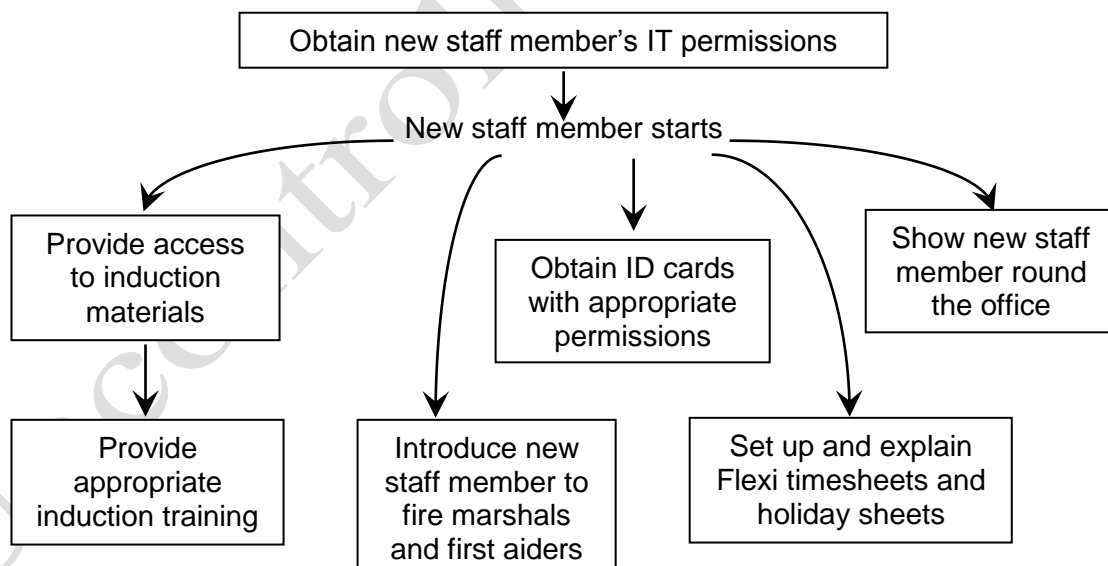 Obtain new staff member's IT permissions
New staff member starts
Provide access
to induction
materials
Obtain ID cards
with appropriate
permissions
Show new staff
member round
the office
Provide
appropriate
induction training
Introduce new
staff member to
fire marshals
and first aiders
Set up and explain
Flexi timesheets and
holiday sheets